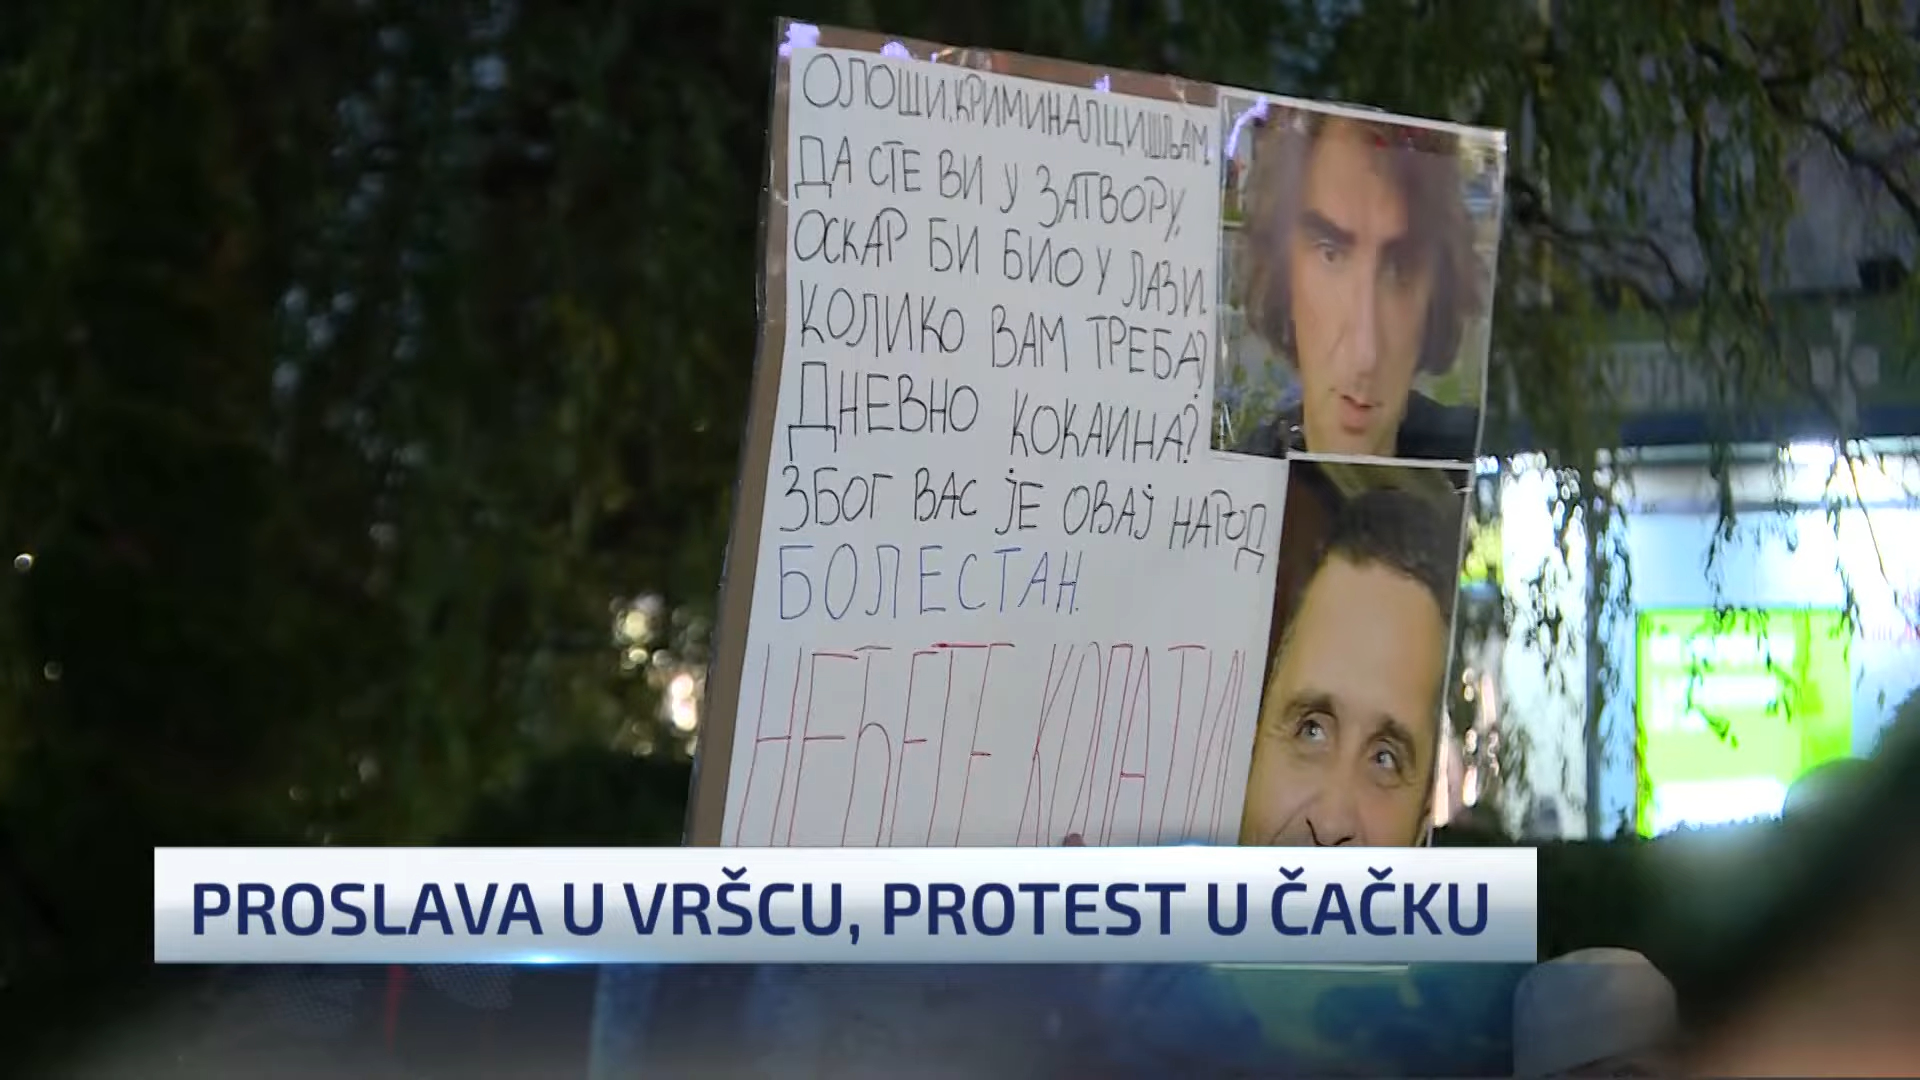 ОЛОШИ, КРИМИНАЛЦИ, ШЉАМ.
ДА СТЕ ВИ У ЗАТВОРУ,
ОСКАР БИ БИО У ЛАЗИ.
КОЛИКО ВАМ ТРЕБА?
ДНЕВНО КОКАИНА?
ЗБОГ ВАС ЈЕ ОВАЈ НАРОД
БОЛЕСТАН.
НЕЋЕТЕ КОПАТИ!
PROSLAVA U VRŠCU, PROTEST U ČAČKU